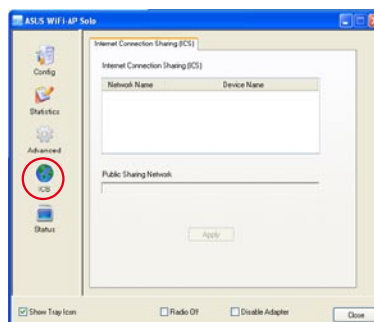 ASUS WiFi-AP Solo
Internet Connection Sharing (ICS)
Config
Internet Connection Sharing (ICS)
Network Name Device Name
Statistics
Advanced
ICS
Public Sharing Network
Status
Apply
Show Tray Icon Radio Off Disable Adapter Close